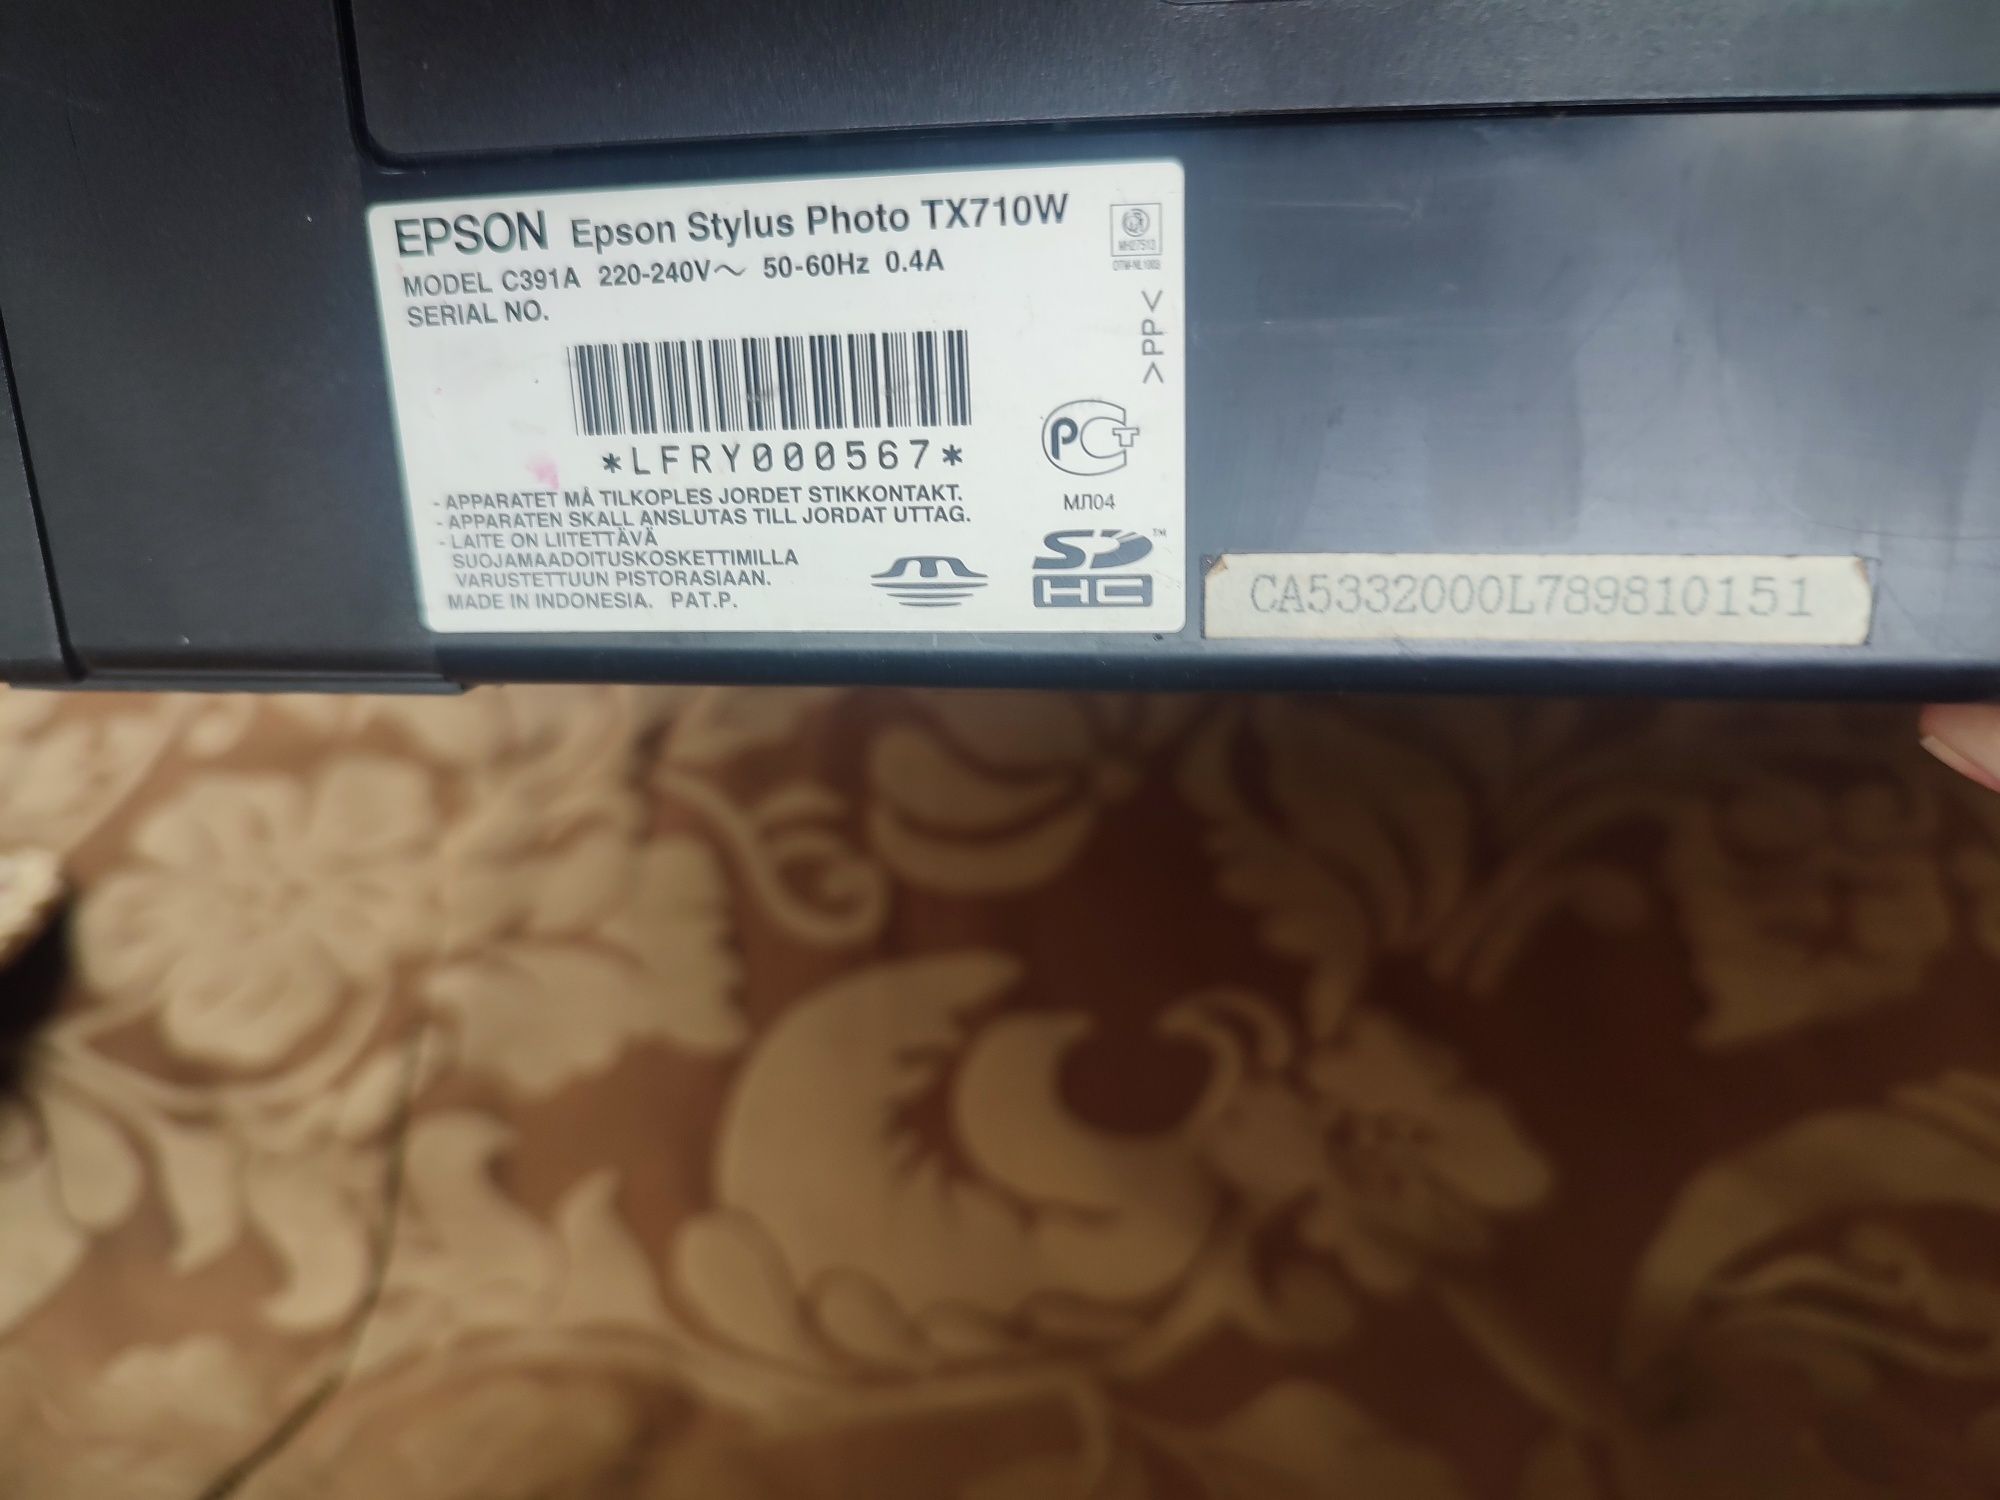 EPSON Epson Stylus Photo TX710W
MODEL C391A 220-240V～ 50-60Hz 0.4A
SERIAL NO.
*LFRY000567*
- APPARATET MÅ TILKOPLES JORDET STIKKONTAKT.
- APPARATEN SKALL ANSLUTAS TILL JORDAT UTTAG.
- LAITE ON LIITETTÄVÄ
SUOJAMAADOITUSKOSKETTIMILLA
VARUSTETTUUN PISTORASIAAN.
MADE IN INDONESIA. PAT.P.
>PP<
РСТ
МЛ04
SD™
HC
CA5332000L789810151